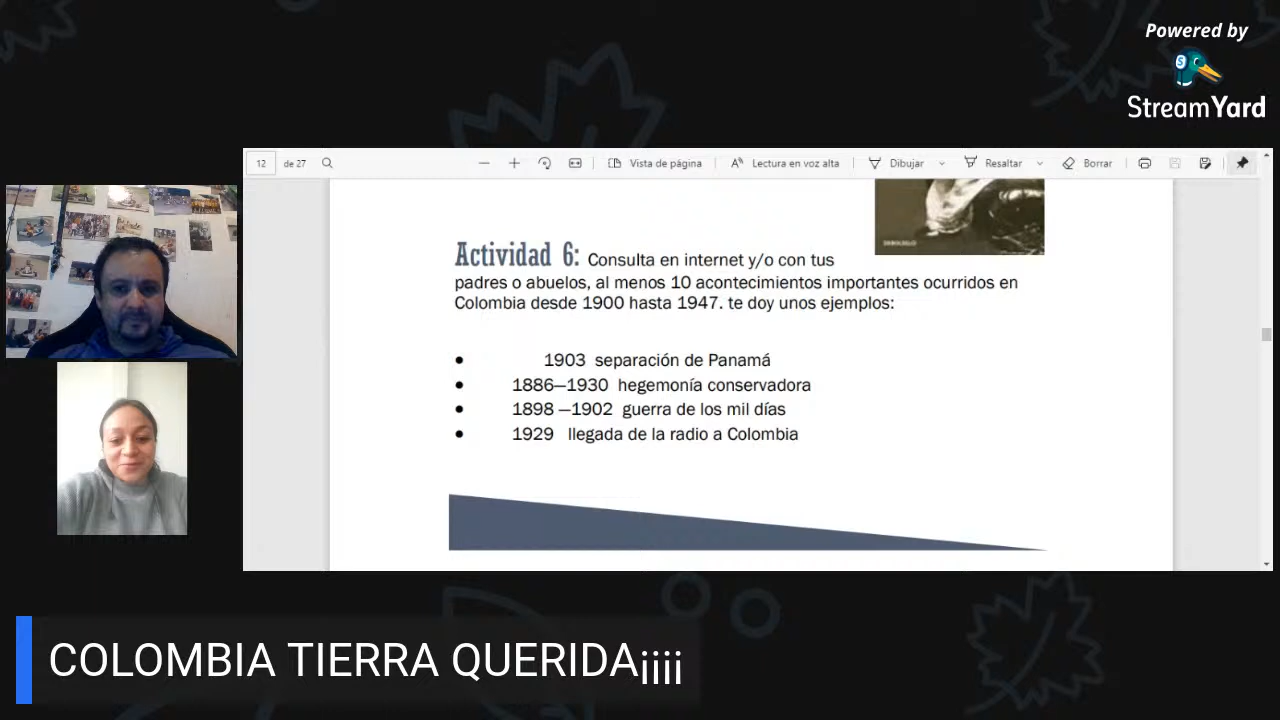 Powered by
StreamYard
12 de 27
Vista de página
Lectura en voz alta
Dibujar
Resaltar
Borrar
Actividad 6: Consulta en internet y/o con tus
padres o abuelos, al menos 10 acontecimientos importantes ocurridos en
Colombia desde 1900 hasta 1947. te doy unos ejemplos:
• 1903 separación de Panamá
• 1886—1930 hegemonía conservadora
• 1898 —1902 guerra de los mil días
• 1929 llegada de la radio a Colombia
COLOMBIA TIERRA QUERIDA¡¡¡¡